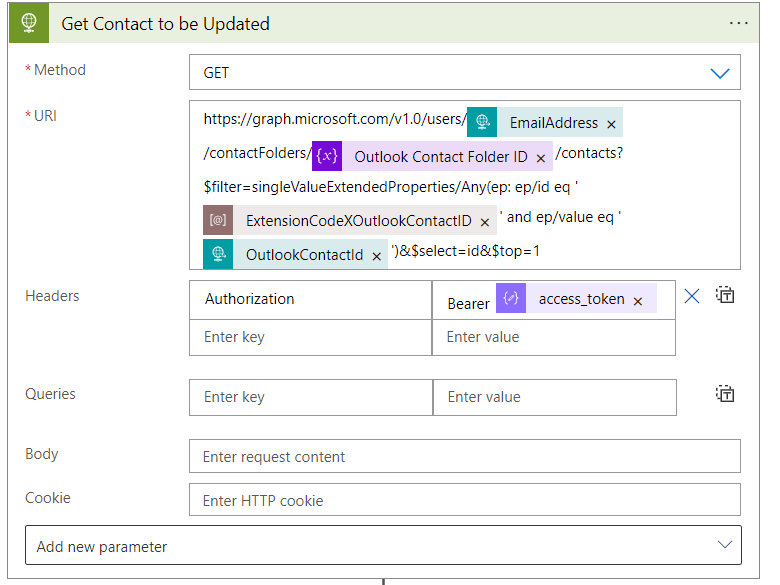 Get Contact to be Updated ...
* Method GET
* URI https://graph.microsoft.com/v1.0/users/ EmailAddress ×
/contactFolders/ {x} Outlook Contact Folder ID × /contacts?
$filter=singleValueExtendedProperties/Any(ep: ep/id eq '
[@] ExtensionCodeXOutlookContactID × ' and ep/value eq '
OutlookContactId × ')&$select=id&$top=1
Headers Authorization Bearer access_token ×
Enter key Enter value
Queries Enter key Enter value
Body Enter request content
Cookie Enter HTTP cookie
Add new parameter